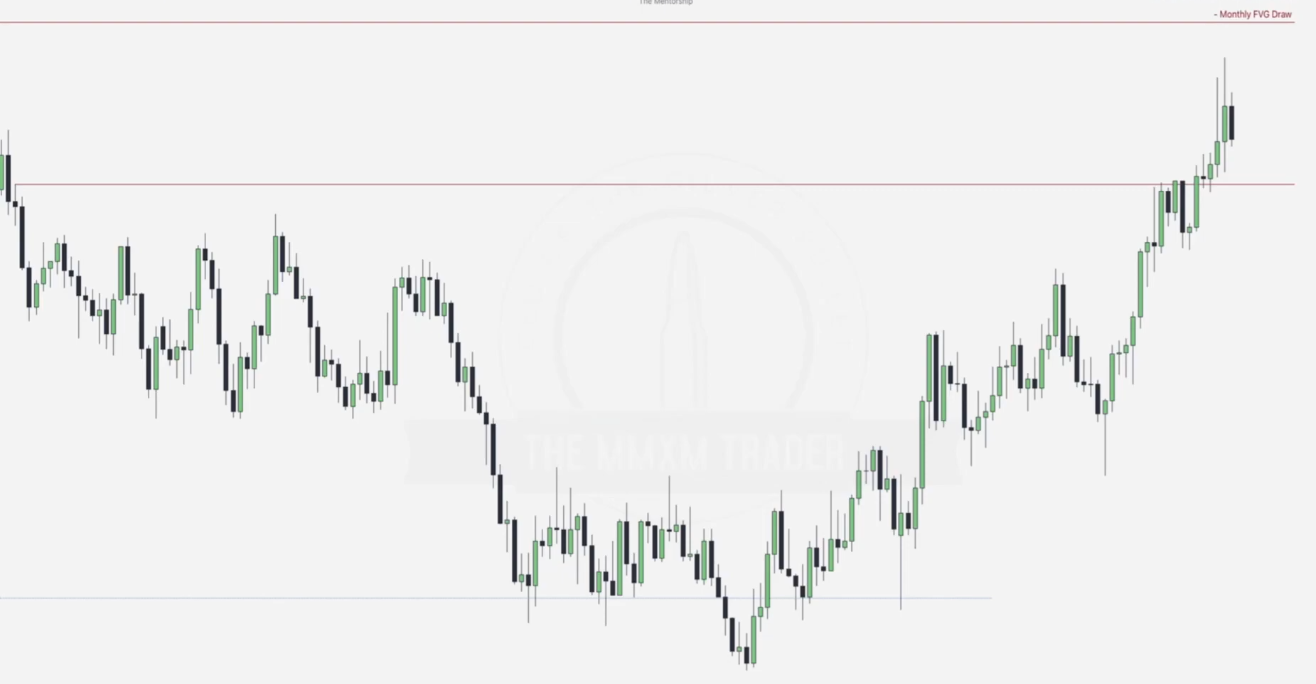 The Mentorship
- Monthly FVG Draw
THE MMXM TRADER